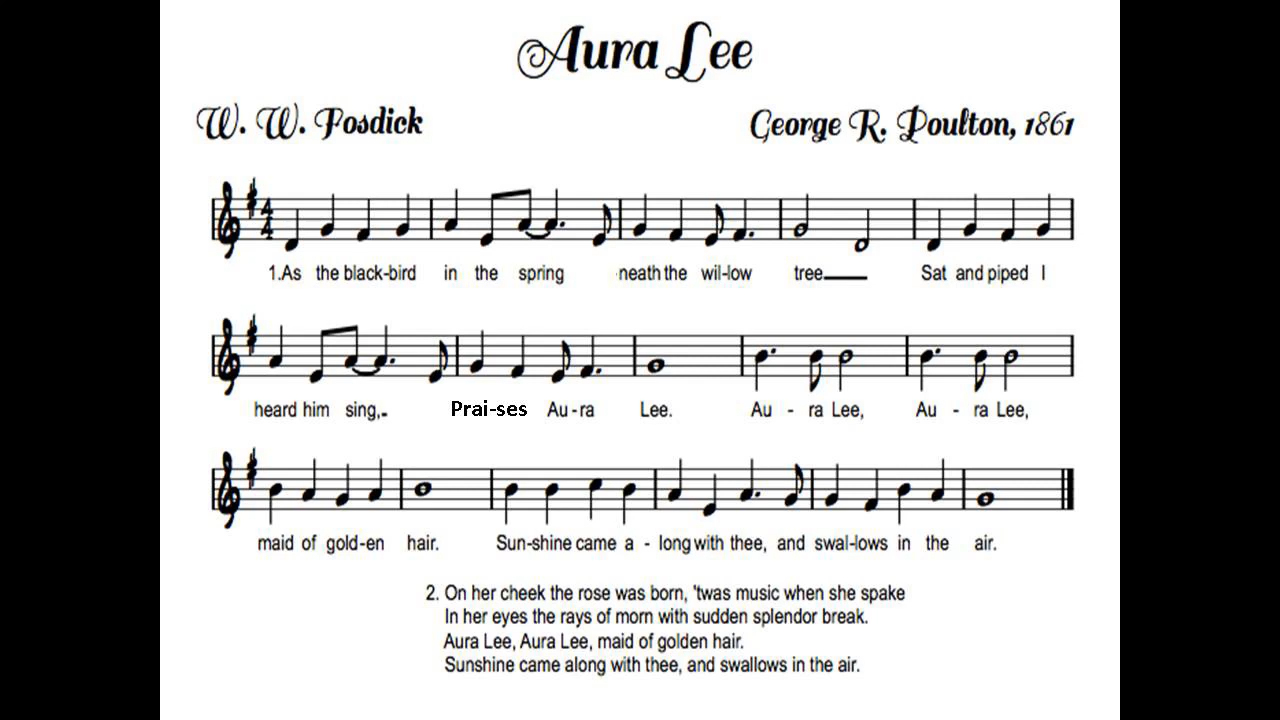 Aura Lee
W. W. Fosdick
George R. Poulton, 1861
4
4
1.As the black-bird in the spring neath the wil-low tree Sat and piped I
heard him sing, Prai-ses Au-ra Lee. Au - ra Lee, Au - ra Lee,
maid of gold-en hair. Sun-shine came a - long with thee, and swal-lows in the air.
2. On her cheek the rose was born, 'twas music when she spake
In her eyes the rays of morn with sudden splendor break.
Aura Lee, Aura Lee, maid of golden hair.
Sunshine came along with thee, and swallows in the air.